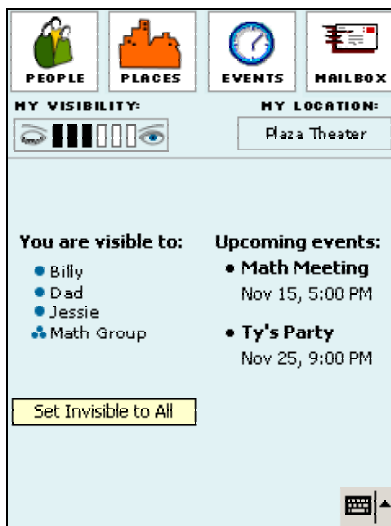 PEOPLE PLACES EVENTS MAILBOX
MY VISIBILITY: MY LOCATION:
Plaza Theater
You are visible to:
Billy
Dad
Jessie
Math Group
Set Invisible to All
Upcoming events:
Math Meeting
Nov 15, 5:00 PM
Ty's Party
Nov 25, 9:00 PM